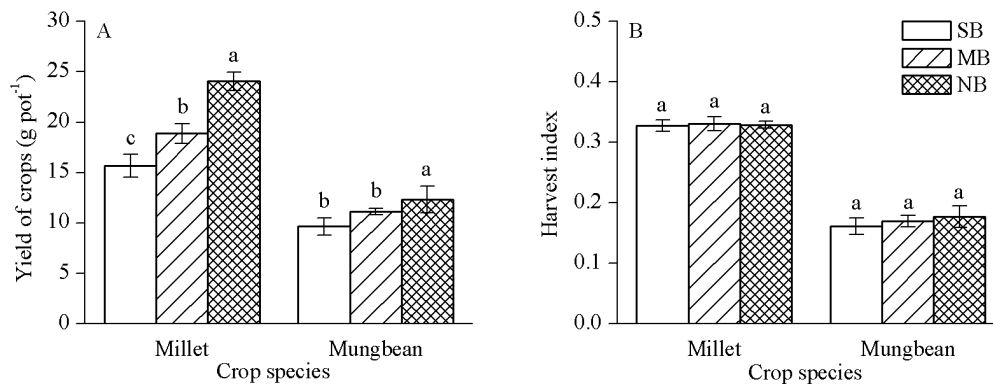 A
Yield of crops (g pot⁻¹)
30
25
20
15
10
5
0
c
b
a
b
b
a
Millet
Mungbean
Crop species
B
Harvest index
0.5
0.4
0.3
0.2
0.1
0.0
SB
MB
NB
a
a
a
a
a
a
Millet
Mungbean
Crop species